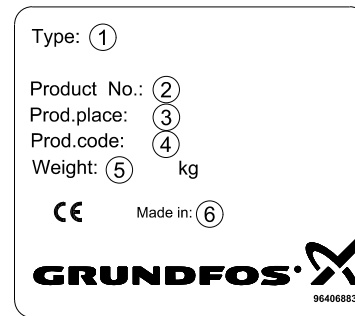 Type: 1
Product No.: 2
Prod.place: 3
Prod.code: 4
Weight: 5 kg
CE Made in: 6
GRUNDFOS
96406883